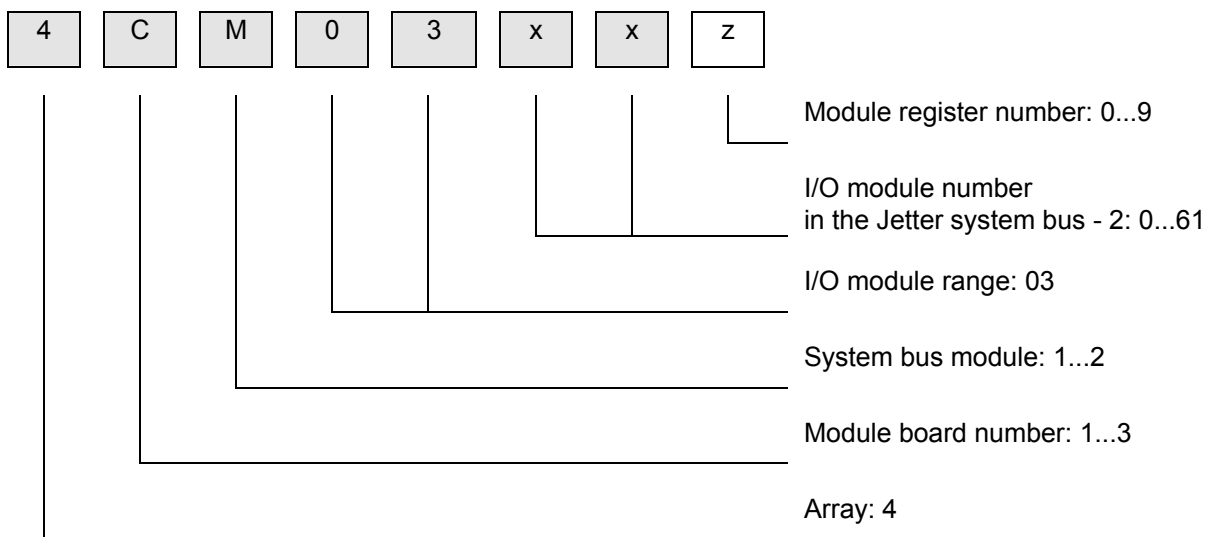 4 C M 0 3 x x z
Module register number: 0...9
I/O module number
in the Jetter system bus - 2: 0...61
I/O module range: 03
System bus module: 1...2
Module board number: 1...3
Array: 4